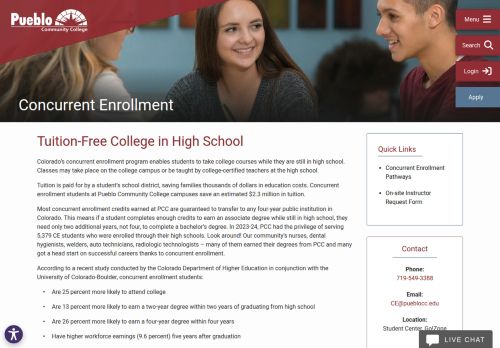 Pueblo
Community College
Menu
Search
Login
Apply
Concurrent Enrollment
Tuition-Free College in High School
Colorado's concurrent enrollment program enables students to take college courses while they are still in high school.
Classes may take place on the college campus or be taught by college-certified teachers at the high school.
Tuition is paid for by a student's school district, saving families thousands of dollars in education costs. Concurrent
enrollment students at Pueblo Community College campuses save an estimated $2.3 million in tuition.
Most concurrent enrollment credits earned at PCC are guaranteed to transfer to any four-year public institution in
Colorado. This means if a student completes enough credits to earn an associate degree while still in high school, they
need only two additional years, not four, to complete a bachelor's degree. In 2023-24, PCC had the privilege of serving
5,379 CE students who were enrolled through their high schools. Look around! Our community's nurses, dental
hygienists, welders, auto technicians, radiologic technologists – many of them earned their degrees from PCC and many
got a head start on successful careers thanks to concurrent enrollment.
According to a recent study conducted by the Colorado Department of Higher Education in conjunction with the
University of Colorado-Boulder, concurrent enrollment students:
• Are 25 percent more likely to attend college
• Are 13 percent more likely to earn a two-year degree within two years of graduating from high school
• Are 26 percent more likely to earn a four-year degree within four years
• Have higher workforce earnings (9.6 percent) five years after graduation
Quick Links
• Concurrent Enrollment
Pathways
• On-site Instructor
Request Form
Contact
Phone:
719-549-3388
Email:
CE@pueblocc.edu
Location:
Student Center, Go!Zone
LIVE CHAT